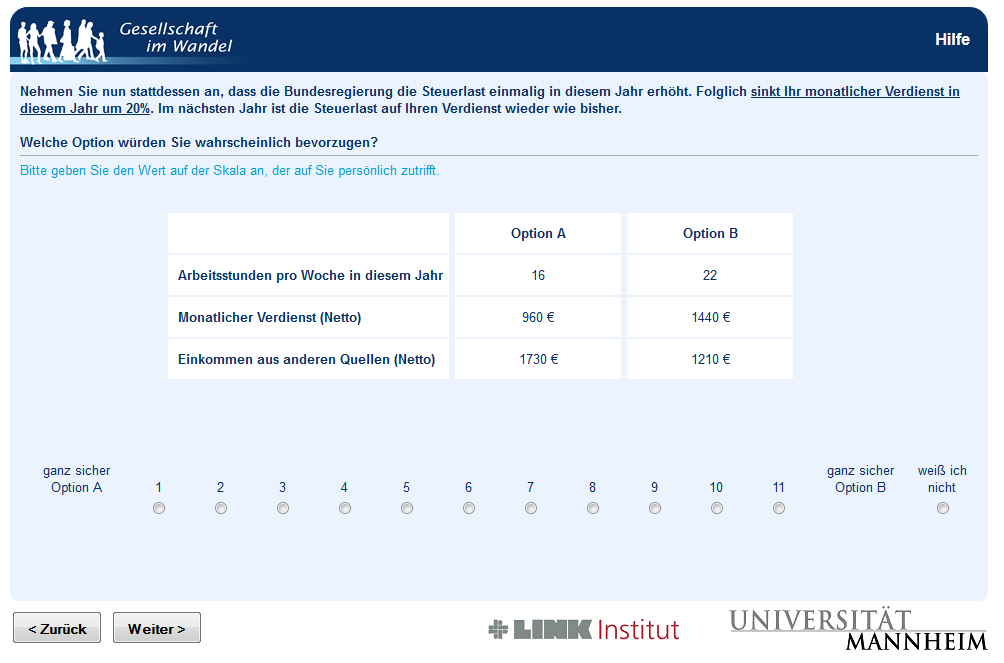 Gesellschaft
im Wandel
Hilfe
Nehmen Sie nun stattdessen an, dass die Bundesregierung die Steuerlast einmalig in diesem Jahr erhöht. Folglich sinkt Ihr monatlicher Verdienst in
diesem Jahr um 20%. Im nächsten Jahr ist die Steuerlast auf Ihren Verdienst wieder wie bisher.
Welche Option würden Sie wahrscheinlich bevorzugen?
Bitte geben Sie den Wert auf der Skala an, der auf Sie persönlich zutrifft.
Option A Option B
Arbeitsstunden pro Woche in diesem Jahr 16 22
Monatlicher Verdienst (Netto) 960 € 1440 €
Einkommen aus anderen Quellen (Netto) 1730 € 1210 €
ganz sicher ganz sicher weiß ich
Option A 1 2 3 4 5 6 7 8 9 10 11 Option B nicht
< Zurück Weiter >
LINK Institut
UNIVERSITÄT
MANNHEIM